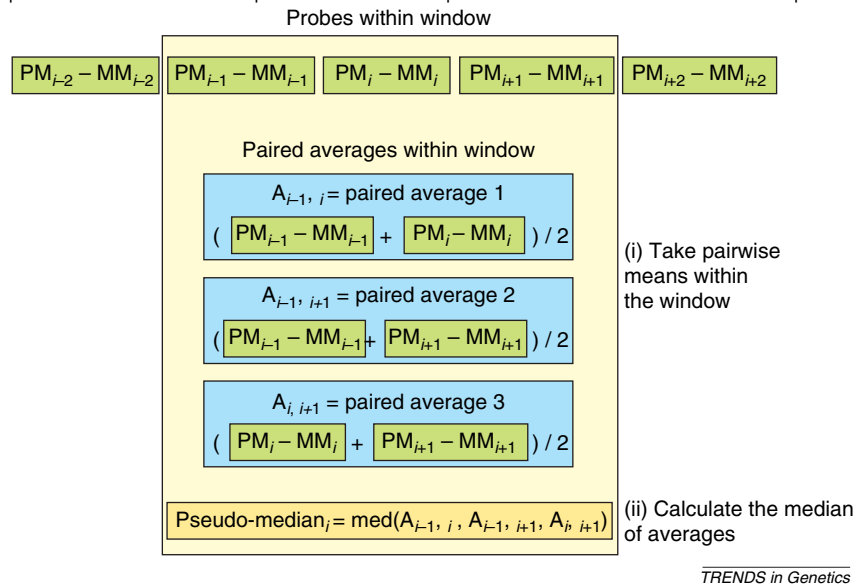 Probes within window
PMi–2 – MMi–2 PMi–1 – MMi–1 PMi – MMi PMi+1 – MMi+1 PMi+2 – MMi+2
Paired averages within window
Ai–1, i = paired average 1
( PMi–1 – MMi–1 + PMi – MMi ) / 2
(i) Take pairwise
means within
the window
Ai–1, i+1 = paired average 2
( PMi–1 – MMi–1 + PMi+1 – MMi+1 ) / 2
Ai, i+1 = paired average 3
( PMi – MMi + PMi+1 – MMi+1 ) / 2
Pseudo-mediani = med(Ai–1, i , Ai–1, i+1, Ai, i+1)
(ii) Calculate the median
of averages
TRENDS in Genetics